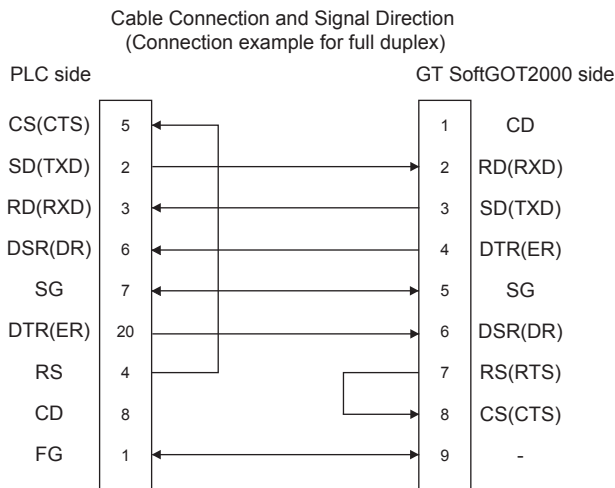 Cable Connection and Signal Direction
(Connection example for full duplex)
PLC side GT SoftGOT2000 side
CS(CTS) 5 1 CD
SD(TXD) 2 2 RD(RXD)
RD(RXD) 3 3 SD(TXD)
DSR(DR) 6 4 DTR(ER)
SG 7 5 SG
DTR(ER) 20 6 DSR(DR)
RS 4 7 RS(RTS)
CD 8 8 CS(CTS)
FG 1 9 -